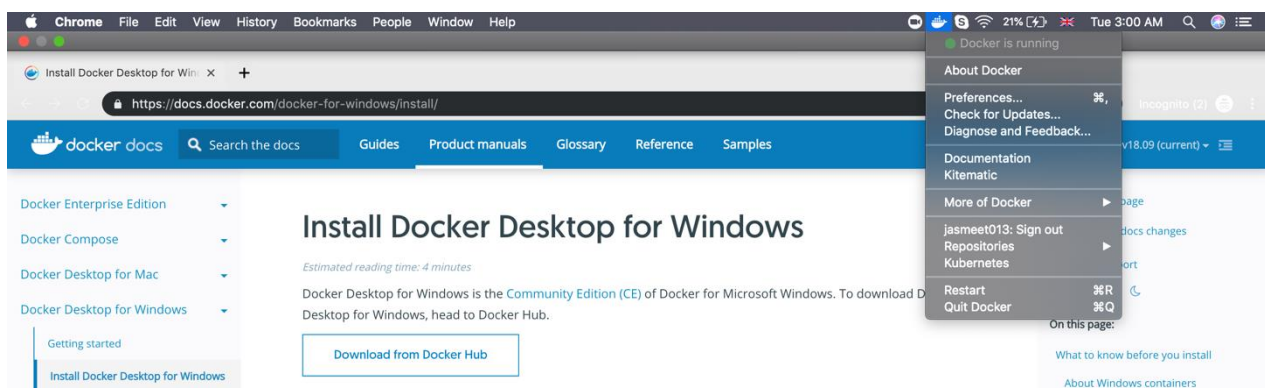 Chrome File Edit View History Bookmarks People Window Help 21% Tue 3:00 AM
Docker is running
Install Docker Desktop for Win
About Docker
https://docs.docker.com/docker-for-windows/install/
Incognito (2)
Preferences... ⌘,
Check for Updates...
Diagnose and Feedback...
docker docs Search the docs Guides Product manuals Glossary Reference Samples v18.09 (current)
Documentation
Kitematic
More of Docker
jasmeet013: Sign out
Repositories
Kubernetes
Restart ⌘R
Quit Docker ⌘Q
Docker Enterprise Edition
Docker Compose
Docker Desktop for Mac
Docker Desktop for Windows
Getting started
Install Docker Desktop for Windows
Install Docker Desktop for Windows
Estimated reading time: 4 minutes
Docker Desktop for Windows is the Community Edition (CE) of Docker for Microsoft Windows. To download D
Desktop for Windows, head to Docker Hub.
Download from Docker Hub
page
docs changes
ort
On this page:
What to know before you install
About Windows containers